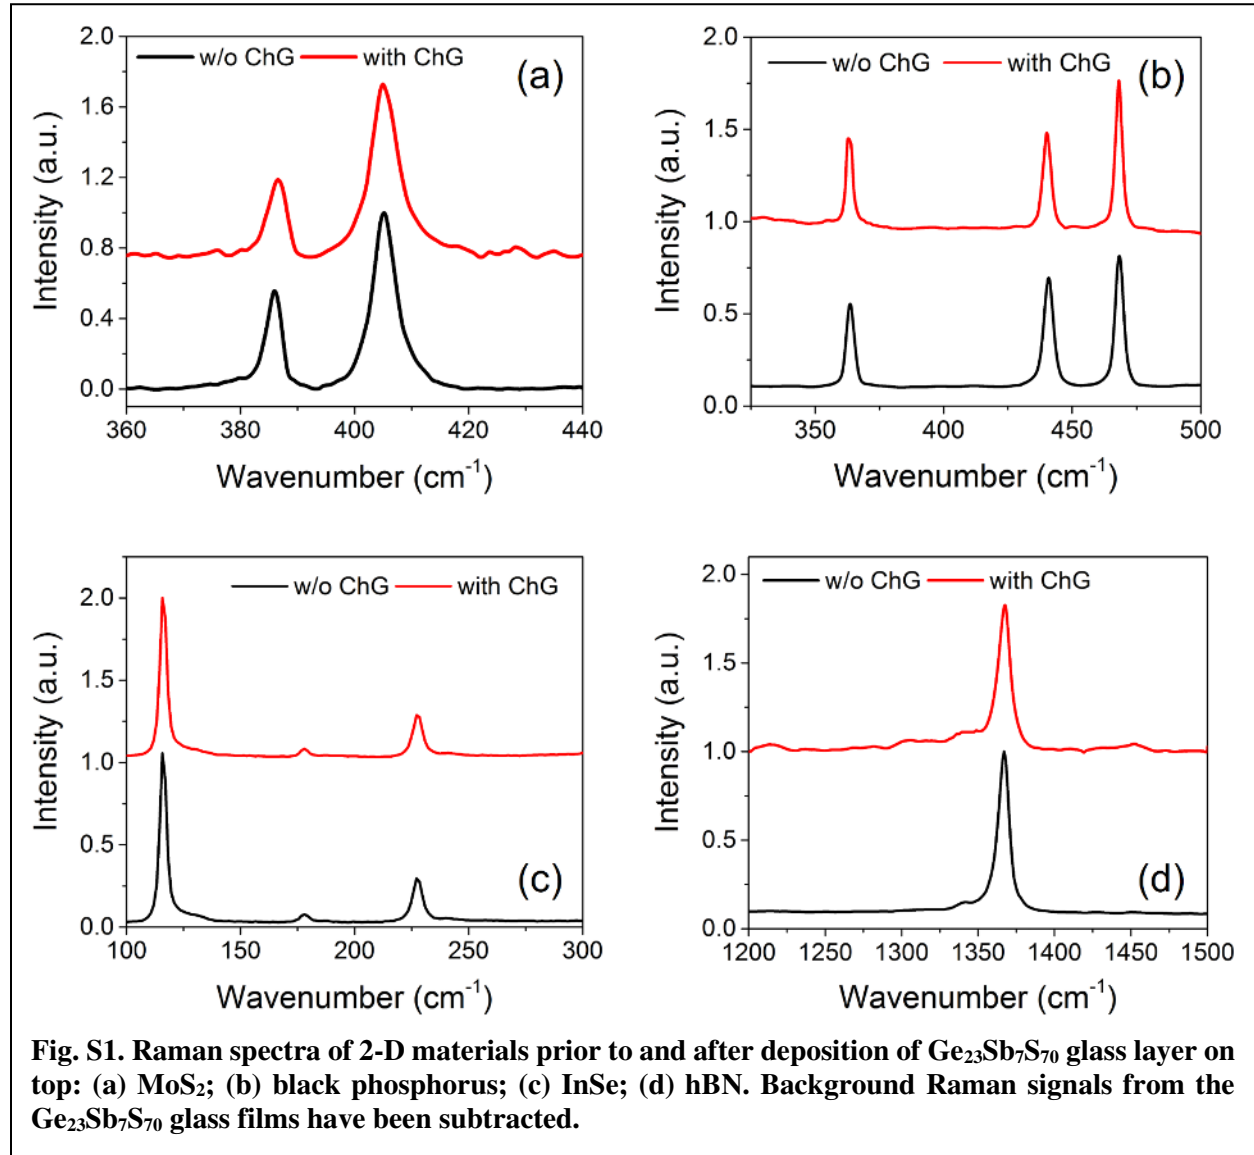 w/o ChG with ChG
(a)
Intensity (a.u.)
2.0
1.6
1.2
0.8
0.4
0.0
360 380 400 420 440
Wavenumber (cm⁻¹)
w/o ChG with ChG
(b)
Intensity (a.u.)
2.0
1.5
1.0
0.5
0.0
350 400 450 500
Wavenumber (cm⁻¹)
w/o ChG with ChG
(c)
Intensity (a.u.)
2.0
1.5
1.0
0.5
0.0
100 150 200 250 300
Wavenumber (cm⁻¹)
w/o ChG with ChG
(d)
Intensity (a.u.)
2.0
1.5
1.0
0.5
0.0
1200 1250 1300 1350 1400 1450 1500
Wavenumber (cm⁻¹)
Fig. S1. Raman spectra of 2-D materials prior to and after deposition of Ge₂₃Sb₇S₇₀ glass layer on
top: (a) MoS₂; (b) black phosphorus; (c) InSe; (d) hBN. Background Raman signals from the
Ge₂₃Sb₇S₇₀ glass films have been subtracted.